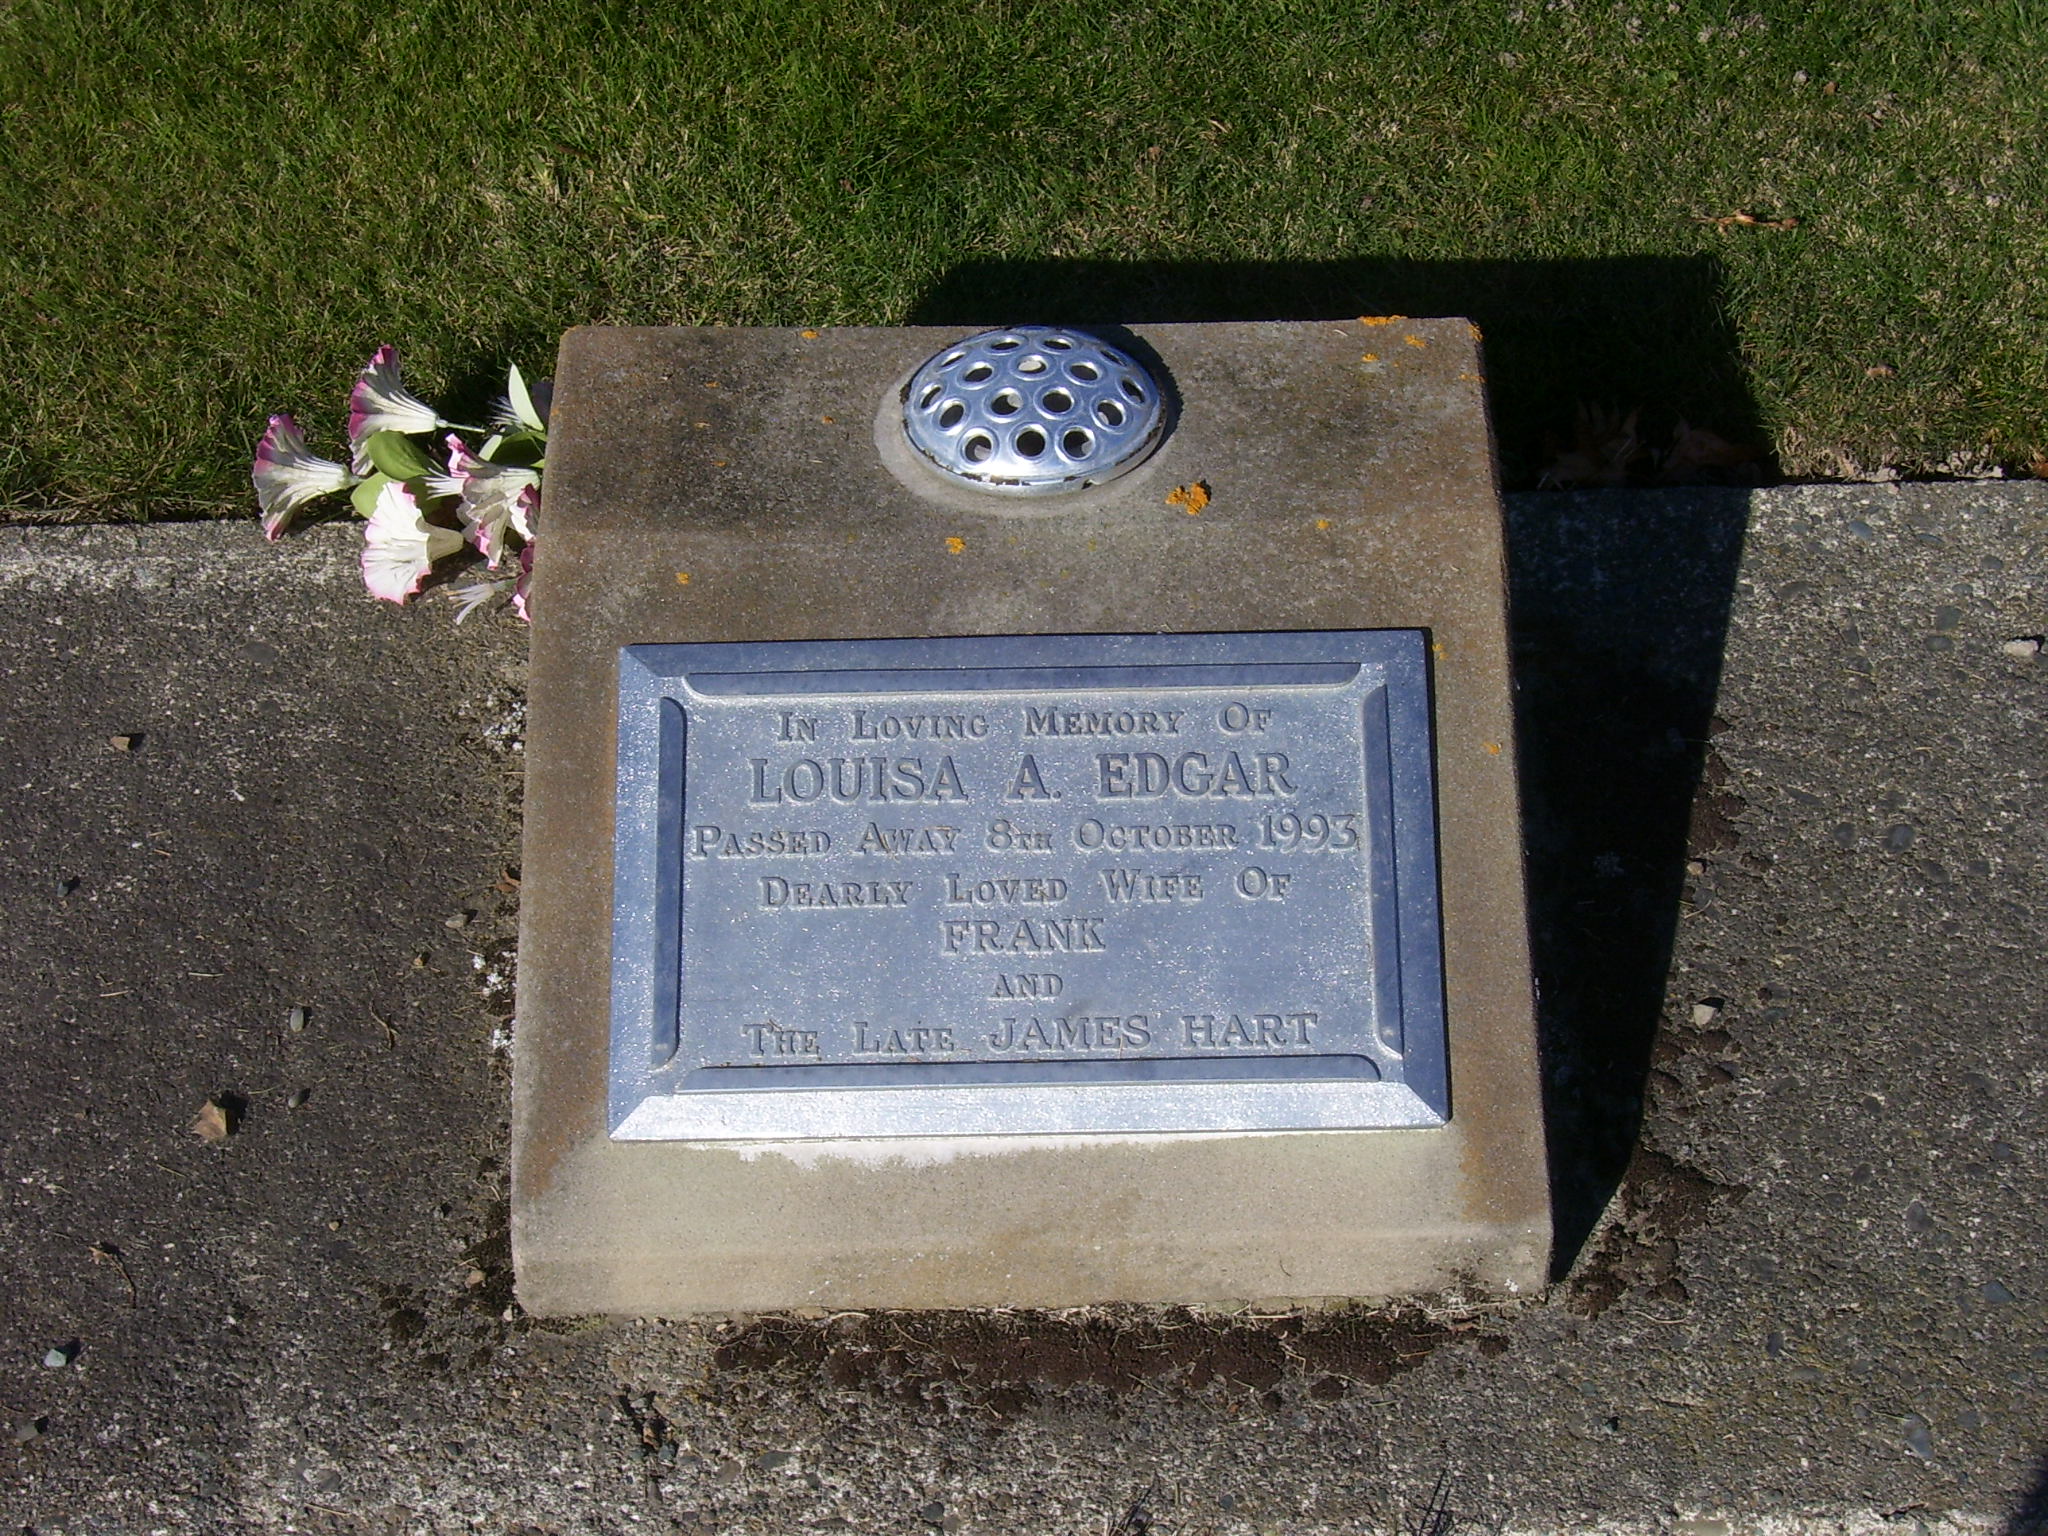 In Loving Memory Of
LOUISA A. EDGAR
Passed Away 8th October 1993
Dearly Loved Wife Of
FRANK
AND
The Late JAMES HART